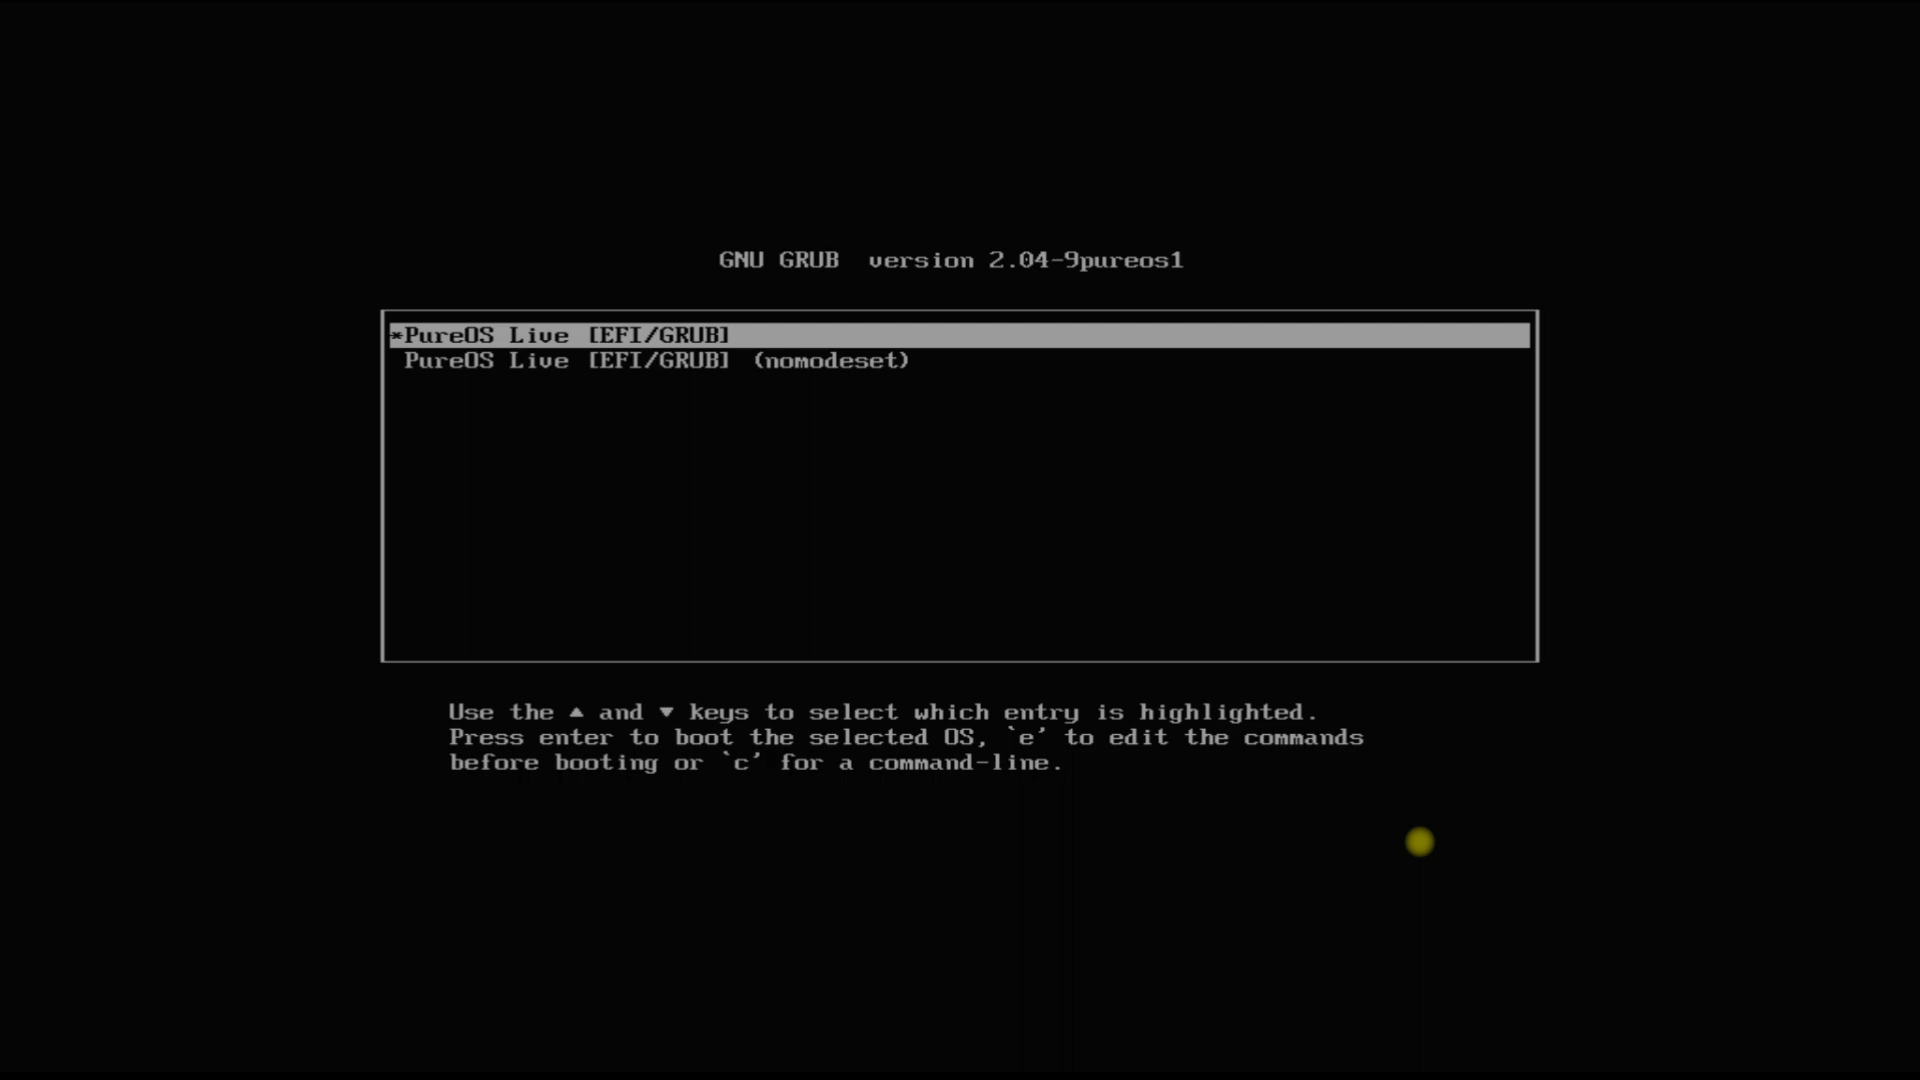 GNU GRUB  version 2.04-9pureos1
*PureOS Live [EFI/GRUB]
PureOS Live [EFI/GRUB] (nomodeset)
Use the ▲ and ▼ keys to select which entry is highlighted.
Press enter to boot the selected OS, `e' to edit the commands
before booting or `c' for a command-line.